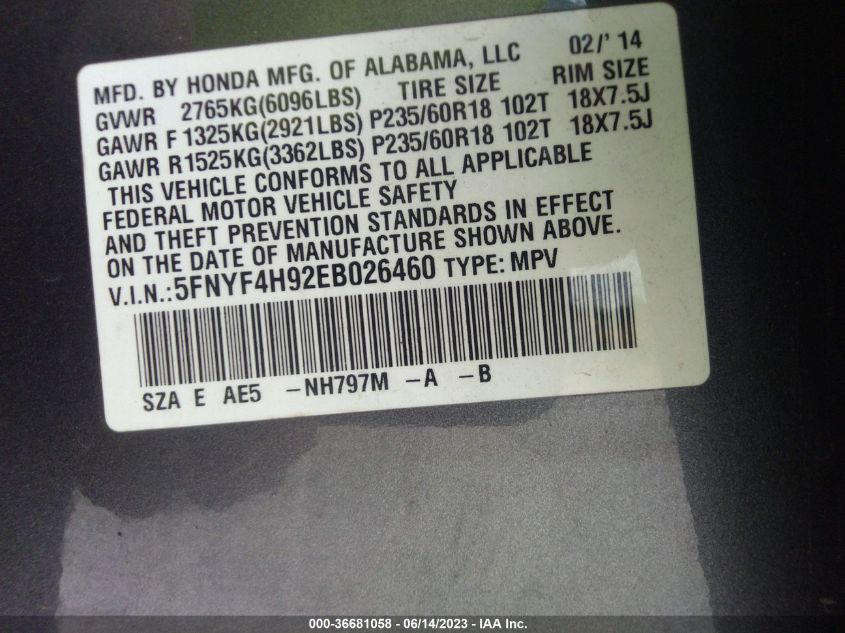 MFD. BY HONDA MFG. OF ALABAMA, LLC 02/' 14
GVWR 2765KG(6096LBS) TIRE SIZE RIM SIZE
GAWR F 1325KG(2921LBS) P235/60R18 102T 18X7.5J
GAWR R1525KG(3362LBS) P235/60R18 102T 18X7.5J
THIS VEHICLE CONFORMS TO ALL APPLICABLE
FEDERAL MOTOR VEHICLE SAFETY
AND THEFT PREVENTION STANDARDS IN EFFECT
ON THE DATE OF MANUFACTURE SHOWN ABOVE.
V.I.N.:5FNYF4H92EB026460 TYPE: MPV
SZA E AE5 -NH797M -A -B
000-36681058 - 06/14/2023 - IAA Inc.